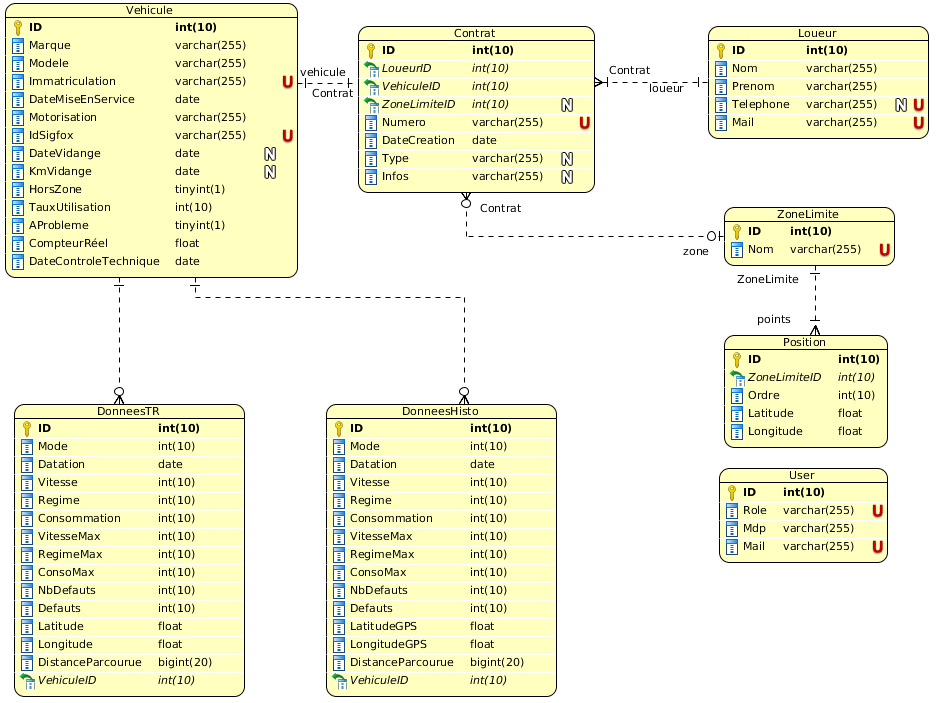 Vehicule
ID int(10)
Marque varchar(255)
Modele varchar(255)
Immatriculation varchar(255) U
DateMiseEnService date
Motorisation varchar(255)
IdSigfox varchar(255) U
DateVidange date N
KmVidange date N
HorsZone tinyint(1)
TauxUtilisation int(10)
AProbleme tinyint(1)
CompteurRéel float
DateControleTechnique date
vehicule
Contrat
Contrat
ID int(10)
LoueurID int(10)
VehiculeID int(10)
ZoneLimiteID int(10) N
Numero varchar(255) U
DateCreation date
Type varchar(255) N
Infos varchar(255) N
Contrat
loueur
Loueur
ID int(10)
Nom varchar(255)
Prenom varchar(255)
Telephone varchar(255) N U
Mail varchar(255) U
Contrat
zone
ZoneLimite
ID int(10)
Nom varchar(255) U
ZoneLimite
points
Position
ID int(10)
ZoneLimiteID int(10)
Ordre int(10)
Latitude float
Longitude float
DonneesTR
ID int(10)
Mode int(10)
Datation date
Vitesse int(10)
Regime int(10)
Consommation int(10)
VitesseMax int(10)
RegimeMax int(10)
ConsoMax int(10)
NbDefauts int(10)
Defauts int(10)
Latitude float
Longitude float
DistanceParcourue bigint(20)
VehiculeID int(10)
DonneesHisto
ID int(10)
Mode int(10)
Datation date
Vitesse int(10)
Regime int(10)
Consommation int(10)
VitesseMax int(10)
RegimeMax int(10)
ConsoMax int(10)
NbDefauts int(10)
Defauts int(10)
LatitudeGPS float
LongitudeGPS float
DistanceParcourue bigint(20)
VehiculeID int(10)
User
ID int(10)
Role varchar(255) U
Mdp varchar(255)
Mail varchar(255) U